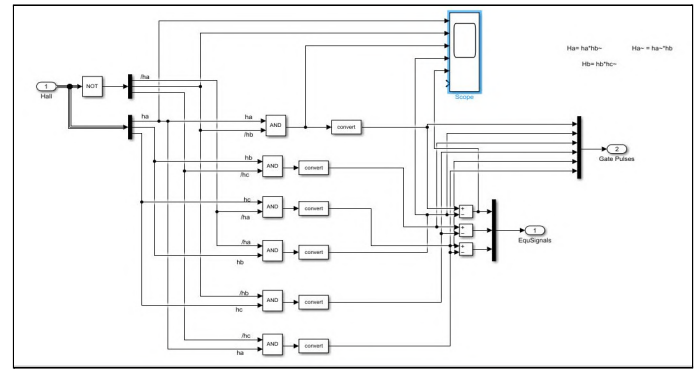 Ha= ha*hb~
Ha~ = ha~*hb
Hb= hb*hc~
Scope
1
Hall
NOT
/ha
ha
ha
/hb
AND
convert
hb
/hc
AND
convert
hc
/ha
AND
convert
/ha
hb
AND
convert
/hb
hc
AND
convert
/hc
ha
AND
convert
2
Gate Pulses
+
−
+
−
+
−
1
EquSignals